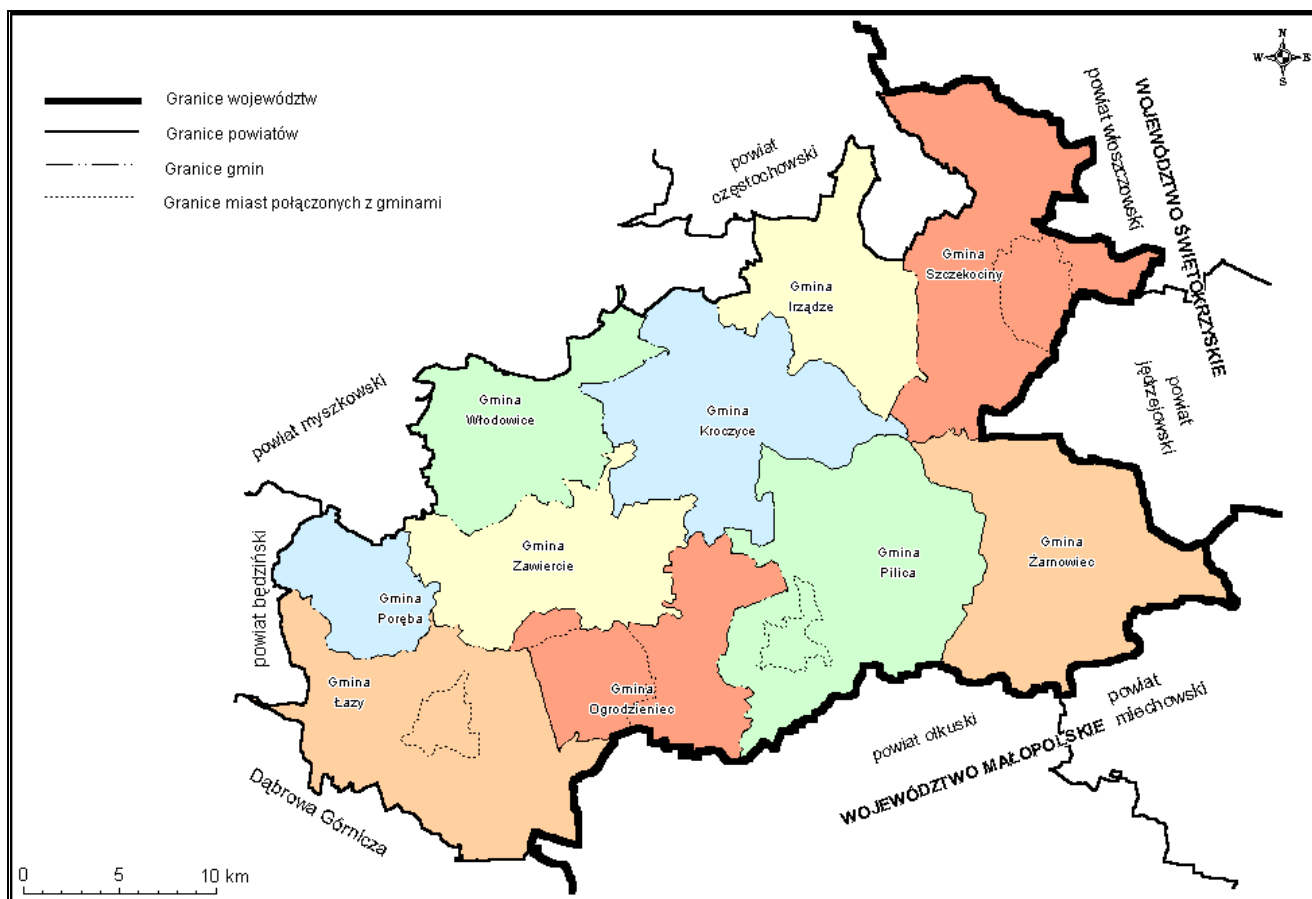 N
W E
S
Granice województw
Granice powiatów
Granice gmin
Granice miast połączonych z gminami
powiat
częstochowski
powiat włoszczowski
WOJEWÓDZTWO ŚWIĘTOKRZYSKIE
Gmina
Szczekociny
Gmina
Irządze
powiat
jędrzejowski
powiat myszkowski
Gmina
Włodowice
Gmina
Kroczyce
powiat będziński
Gmina
Zawiercie
Gmina
Pilica
Gmina
Żarnowiec
Gmina
Poręba
Gmina
Łazy
Gmina
Ogrodzieniec
powiat
miechowski
powiat olkuski
WOJEWÓDZTWO MAŁOPOLSKIE
Dąbrowa Górnicza
0 5 10 km